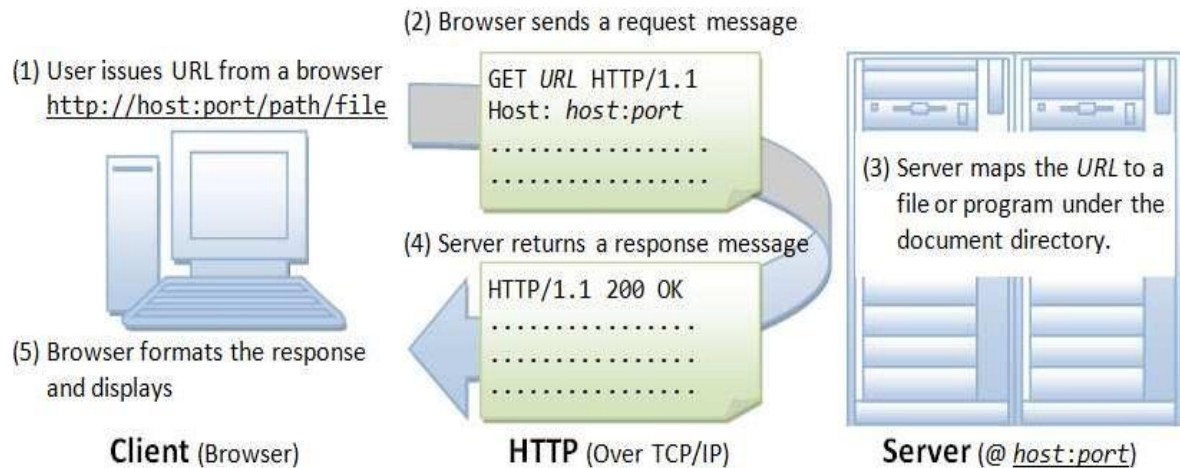 (1) User issues URL from a browser
http://host:port/path/file
(2) Browser sends a request message
GET URL HTTP/1.1
Host: host:port
.................
.................
(3) Server maps the URL to a
file or program under the
document directory.
(4) Server returns a response message
HTTP/1.1 200 OK
................
................
................
(5) Browser formats the response
and displays
Client (Browser)
HTTP (Over TCP/IP)
Server (@ host:port)